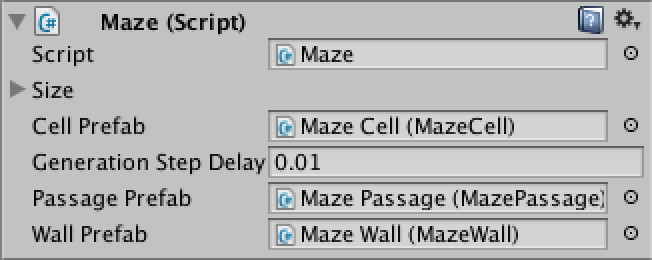 Maze (Script)
Script Maze
Size
Cell Prefab Maze Cell (MazeCell)
Generation Step Delay 0.01
Passage Prefab Maze Passage (MazePassage)
Wall Prefab Maze Wall (MazeWall)